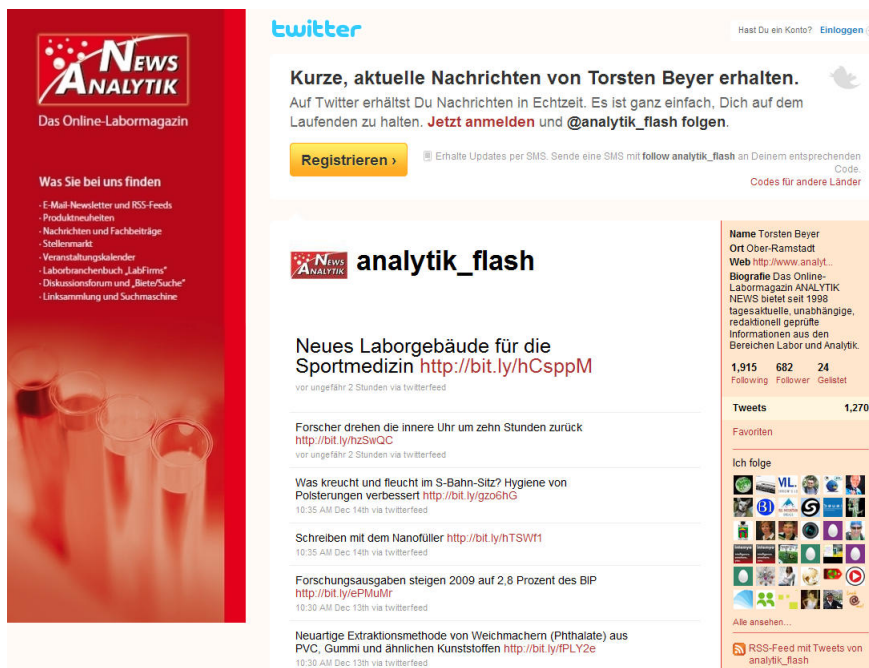 NEWS
ANALYTIK
Das Online-Labormagazin
Was Sie bei uns finden
· E-Mail-Newsletter und RSS-Feeds
· Produktneuheiten
· Nachrichten und Fachbeiträge
· Stellenmarkt
· Veranstaltungskalender
· Laborbranchenbuch „LabFirms"
· Diskussionsforum und „Biete/Suche"
· Linksammlung und Suchmaschine
twitter
Hast Du ein Konto? Einloggen
Kurze, aktuelle Nachrichten von Torsten Beyer erhalten.
Auf Twitter erhältst Du Nachrichten in Echtzeit. Es ist ganz einfach, Dich auf dem
Laufenden zu halten. Jetzt anmelden und @analytik_flash folgen.
Registrieren ›
Erhalte Updates per SMS. Sende eine SMS mit follow analytik_flash an Deinem entsprechenden
Code.
Codes für andere Länder
NEWS
ANALYTIK
analytik_flash
Neues Laborgebäude für die
Sportmedizin http://bit.ly/hCsppM
vor ungefähr 2 Stunden via twitterfeed
Forscher drehen die innere Uhr um zehn Stunden zurück
http://bit.ly/hzSwQC
vor ungefähr 2 Stunden via twitterfeed
Was kreucht und fleucht im S-Bahn-Sitz? Hygiene von
Polsterungen verbessert http://bit.ly/gzo6hG
10:35 AM Dec 14th via twitterfeed
Schreiben mit dem Nanofüller http://bit.ly/hTSWf1
10:35 AM Dec 14th via twitterfeed
Forschungsausgaben steigen 2009 auf 2,8 Prozent des BIP
http://bit.ly/ePMuMr
10:30 AM Dec 13th via twitterfeed
Neuartige Extraktionsmethode von Weichmachern (Phthalate) aus
PVC, Gummi und ähnlichen Kunststoffen http://bit.ly/fPLY2e
10:30 AM Dec 13th via twitterfeed
Name Torsten Beyer
Ort Ober-Ramstadt
Web http://www.analyt...
Biografie Das Online-
Labormagazin ANALYTIK
NEWS bietet seit 1998
tagesaktuelle, unabhängige,
redaktionell geprüfte
Informationen aus den
Bereichen Labor und Analytik.
1,915 682 24
Following Follower Gelistet
Tweets 1,270
Favoriten
Ich folge
Alle ansehen...
RSS-Feed mit Tweets von
analytik_flash